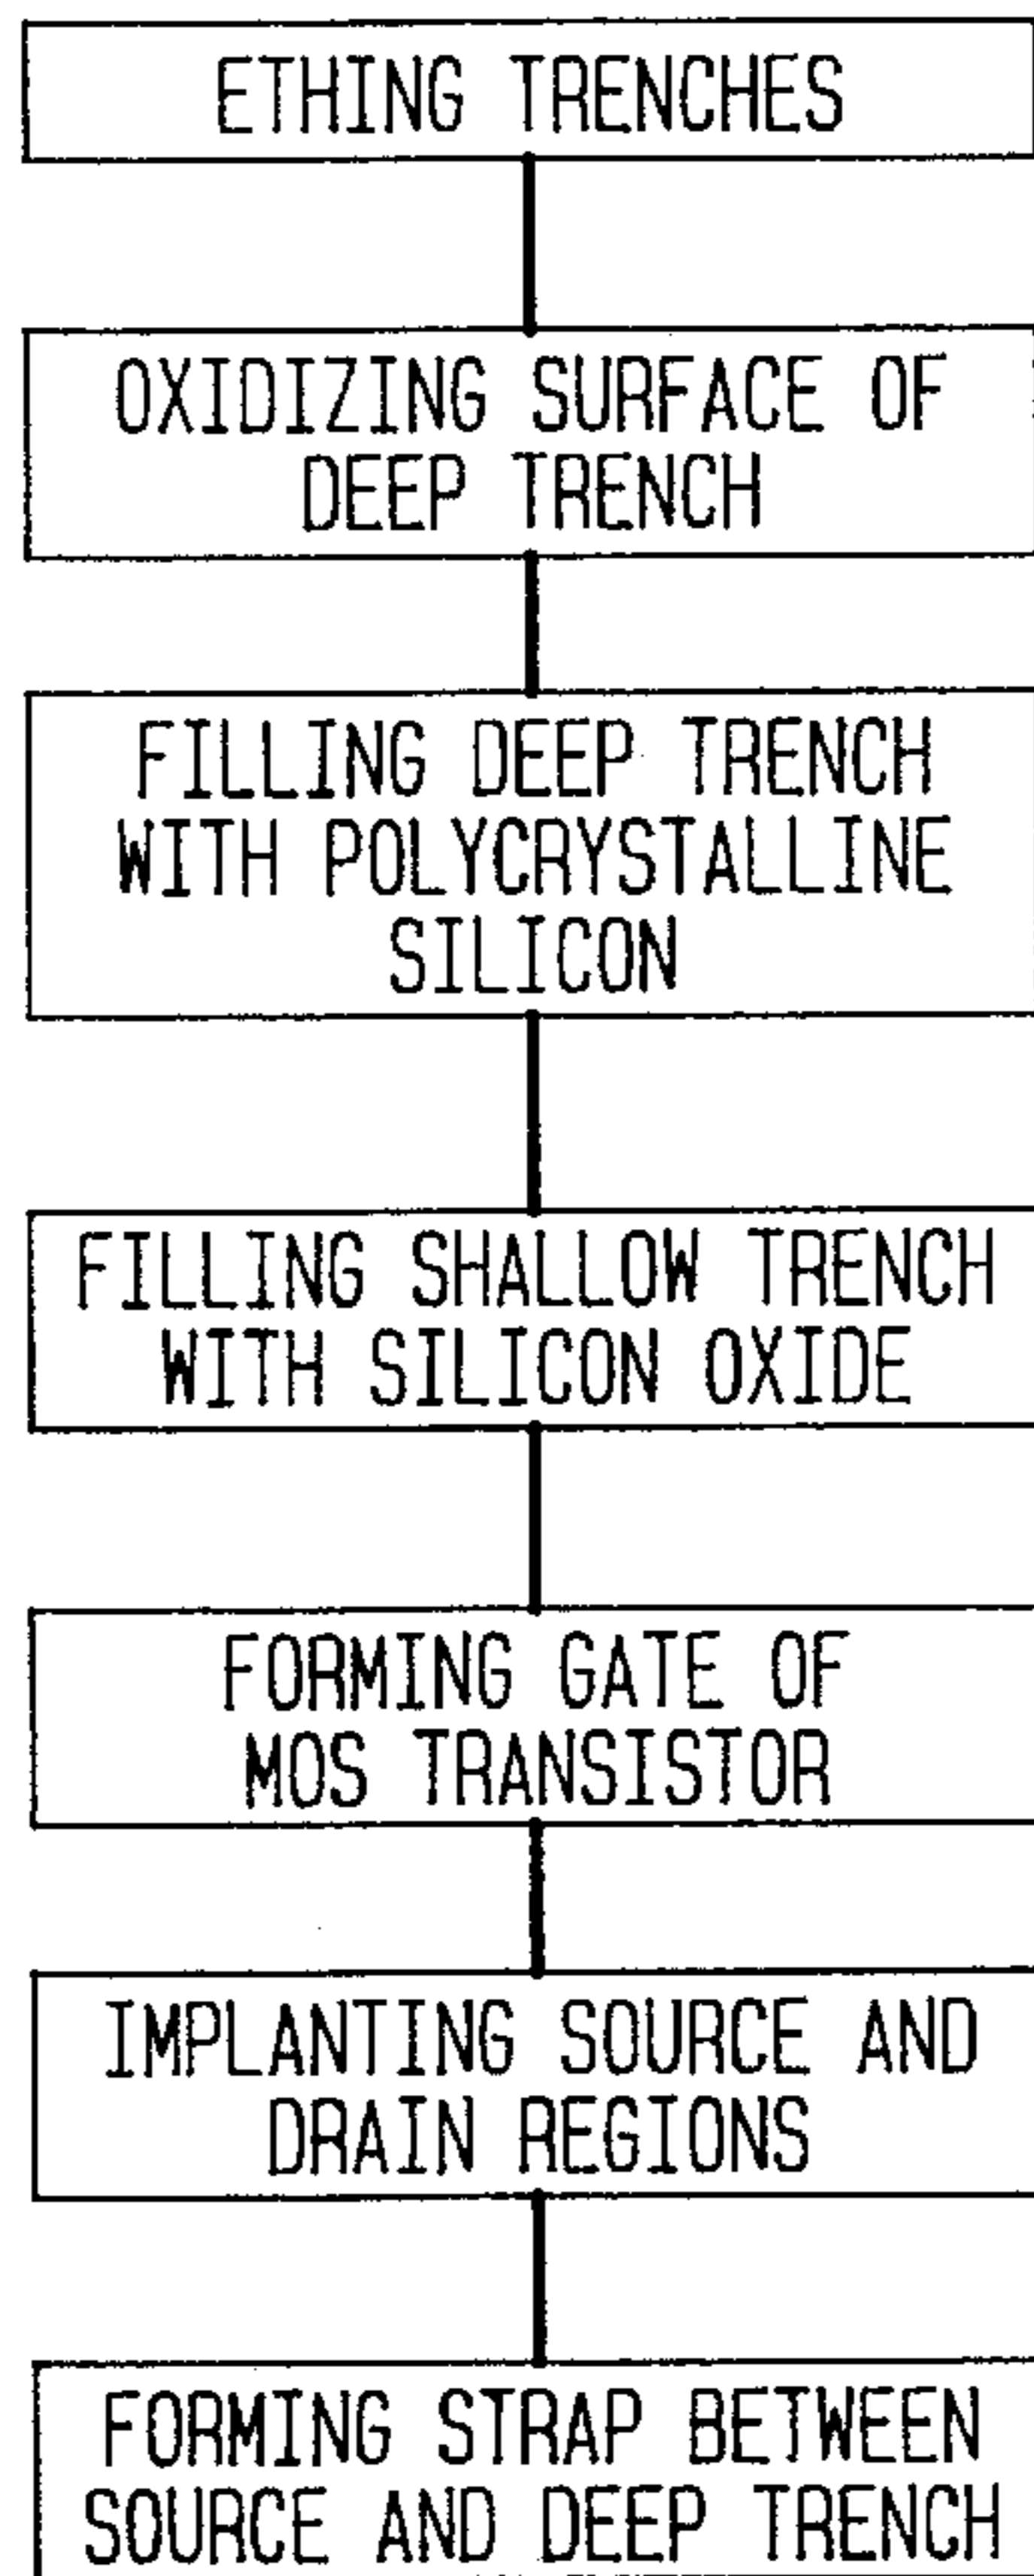 ETHING TRENCHES
OXIDIZING SURFACE OF
DEEP TRENCH
FILLING DEEP TRENCH
WITH POLYCRYSTALLINE
SILICON
FILLING SHALLOW TRENCH
WITH SILICON OXIDE
FORMING GATE OF
MOS TRANSISTOR
IMPLANTING SOURCE AND
DRAIN REGIONS
FORMING STRAP BETWEEN
SOURCE AND DEEP TRENCH